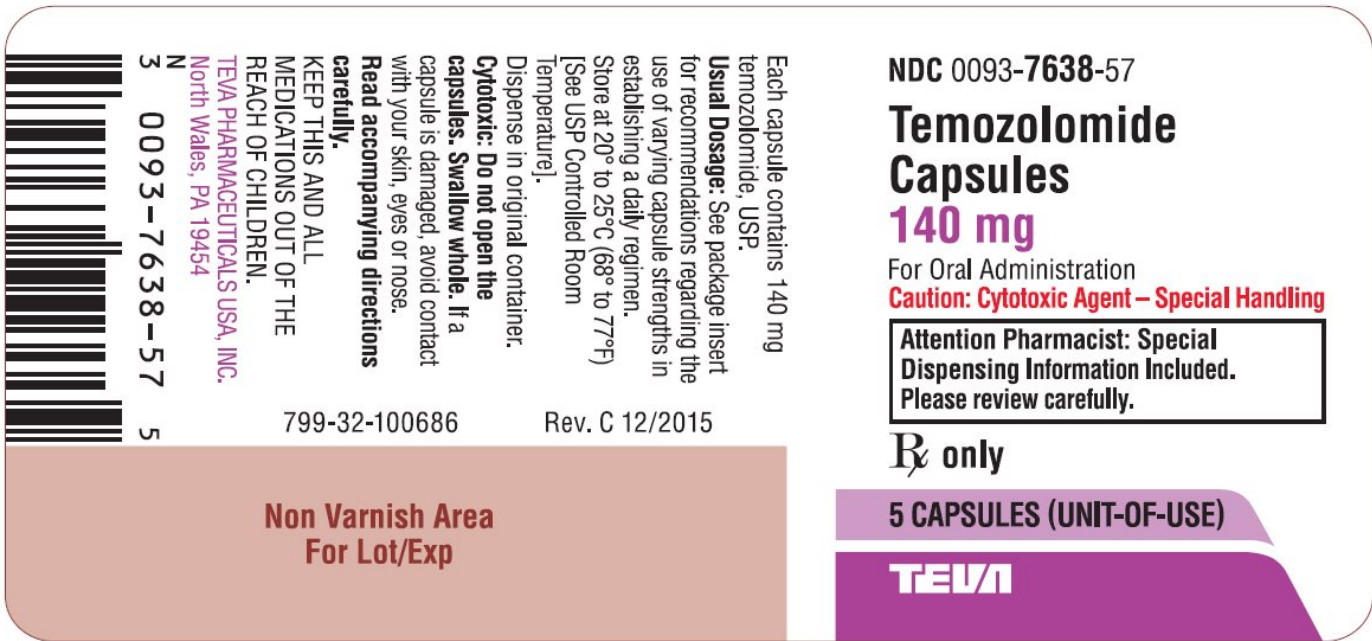 NDC 0093-7638-57
Temozolomide
Capsules
140 mg
For Oral Administration
Caution: Cytotoxic Agent – Special Handling
Attention Pharmacist: Special
Dispensing Information Included.
Please review carefully.
Rx only
5 CAPSULES (UNIT-OF-USE)
TEVA
Each capsule contains 140 mg
temozolomide, USP.
Usual Dosage: See package insert
for recommendations regarding the
use of varying capsule strengths in
establishing a daily regimen.
Store at 20° to 25°C (68° to 77°F)
[See USP Controlled Room
Temperature].
Dispense in original container.
Cytotoxic: Do not open the
capsules. Swallow whole. If a
capsule is damaged, avoid contact
with your skin, eyes or nose.
Read accompanying directions
carefully.
KEEP THIS AND ALL
MEDICATIONS OUT OF THE
REACH OF CHILDREN.
TEVA PHARMACEUTICALS USA, INC.
North Wales, PA 19454
N
3 0093-7638-57 5
799-32-100686
Rev. C 12/2015
Non Varnish Area
For Lot/Exp